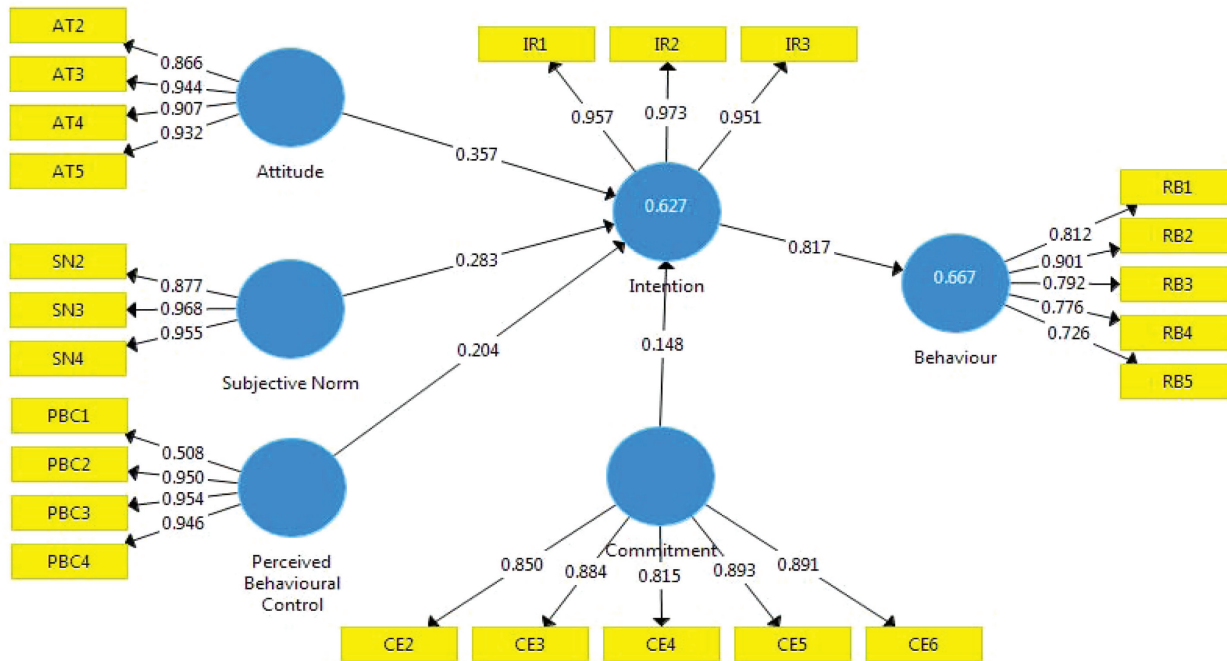 AT2
AT3
AT4
AT5
0.866
0.944
0.907
0.932
Attitude
0.357
IR1
IR2
IR3
0.957
0.973
0.951
0.627
Intention
0.817
SN2
SN3
SN4
0.877
0.968
0.955
Subjective Norm
0.283
PBC1
PBC2
PBC3
PBC4
0.508
0.950
0.954
0.946
Perceived
Behavioural
Control
0.204
0.148
Commitment
0.850
0.884
0.815
0.893
0.891
CE2
CE3
CE4
CE5
CE6
0.667
Behaviour
0.812
0.901
0.792
0.776
0.726
RB1
RB2
RB3
RB4
RB5